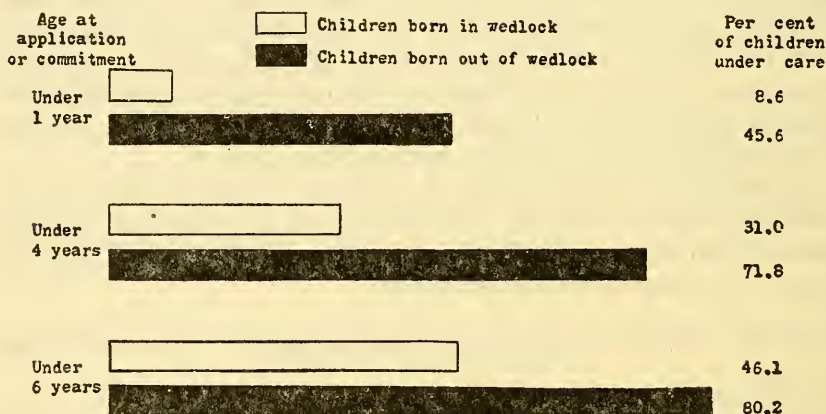 Age at
application
or commitment
Children born in wedlock
Children born out of wedlock
Per cent
of children
under care
Under
1 year
8.6
45.6
Under
4 years
31.0
71.8
Under
6 years
46.1
80.2